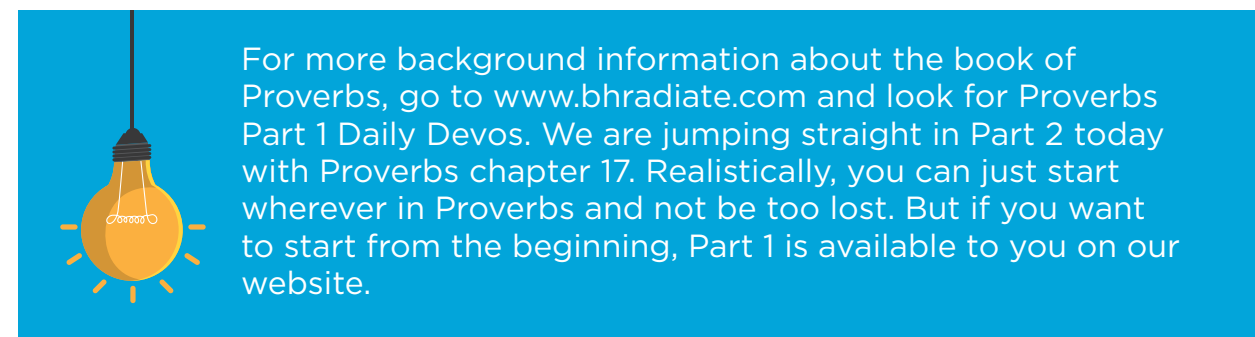 For more background information about the book of
Proverbs, go to www.bhradiate.com and look for Proverbs
Part 1 Daily Devos. We are jumping straight in Part 2 today
with Proverbs chapter 17. Realistically, you can just start
wherever in Proverbs and not be too lost. But if you want
to start from the beginning, Part 1 is available to you on our
website.